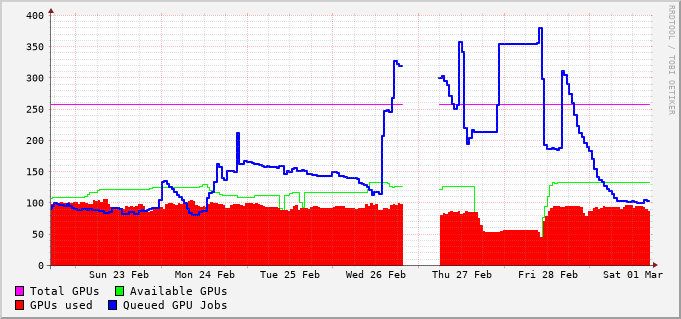 400
350
300
250
200
150
100
50
0
Sun 23 Feb Mon 24 Feb Tue 25 Feb Wed 26 Feb Thu 27 Feb Fri 28 Feb Sat 01 Mar
Total GPUs Available GPUs
GPUs used Queued GPU Jobs
RRDTOOL / TOBI OETIKER